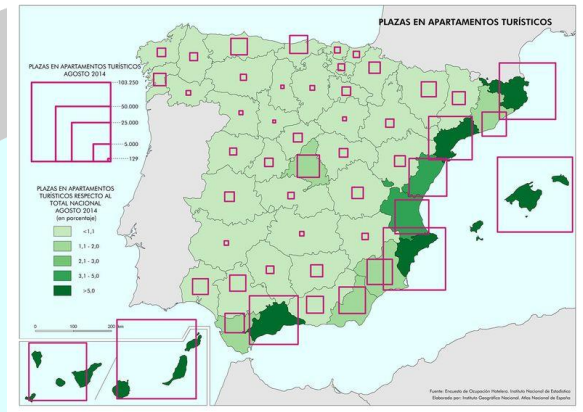 PLAZAS EN APARTAMENTOS TURÍSTICOS
PLAZAS EN APARTAMENTOS TURÍSTICOS
AGOSTO 2014
103.250
50.000
25.000
5.000
129
PLAZAS EN APARTAMENTOS
TURÍSTICOS RESPECTO AL
TOTAL NACIONAL
AGOSTO 2014
(en porcentaje)
<1,1
1,1 - 2,0
2,1 - 3,0
3,1 - 5,0
>5,0
0 100 200 km
Fuente: Encuesta de Ocupación Hotelera. Instituto Nacional de Estadística
Elaborado por: Instituto Geográfico Nacional. Atlas Nacional de España